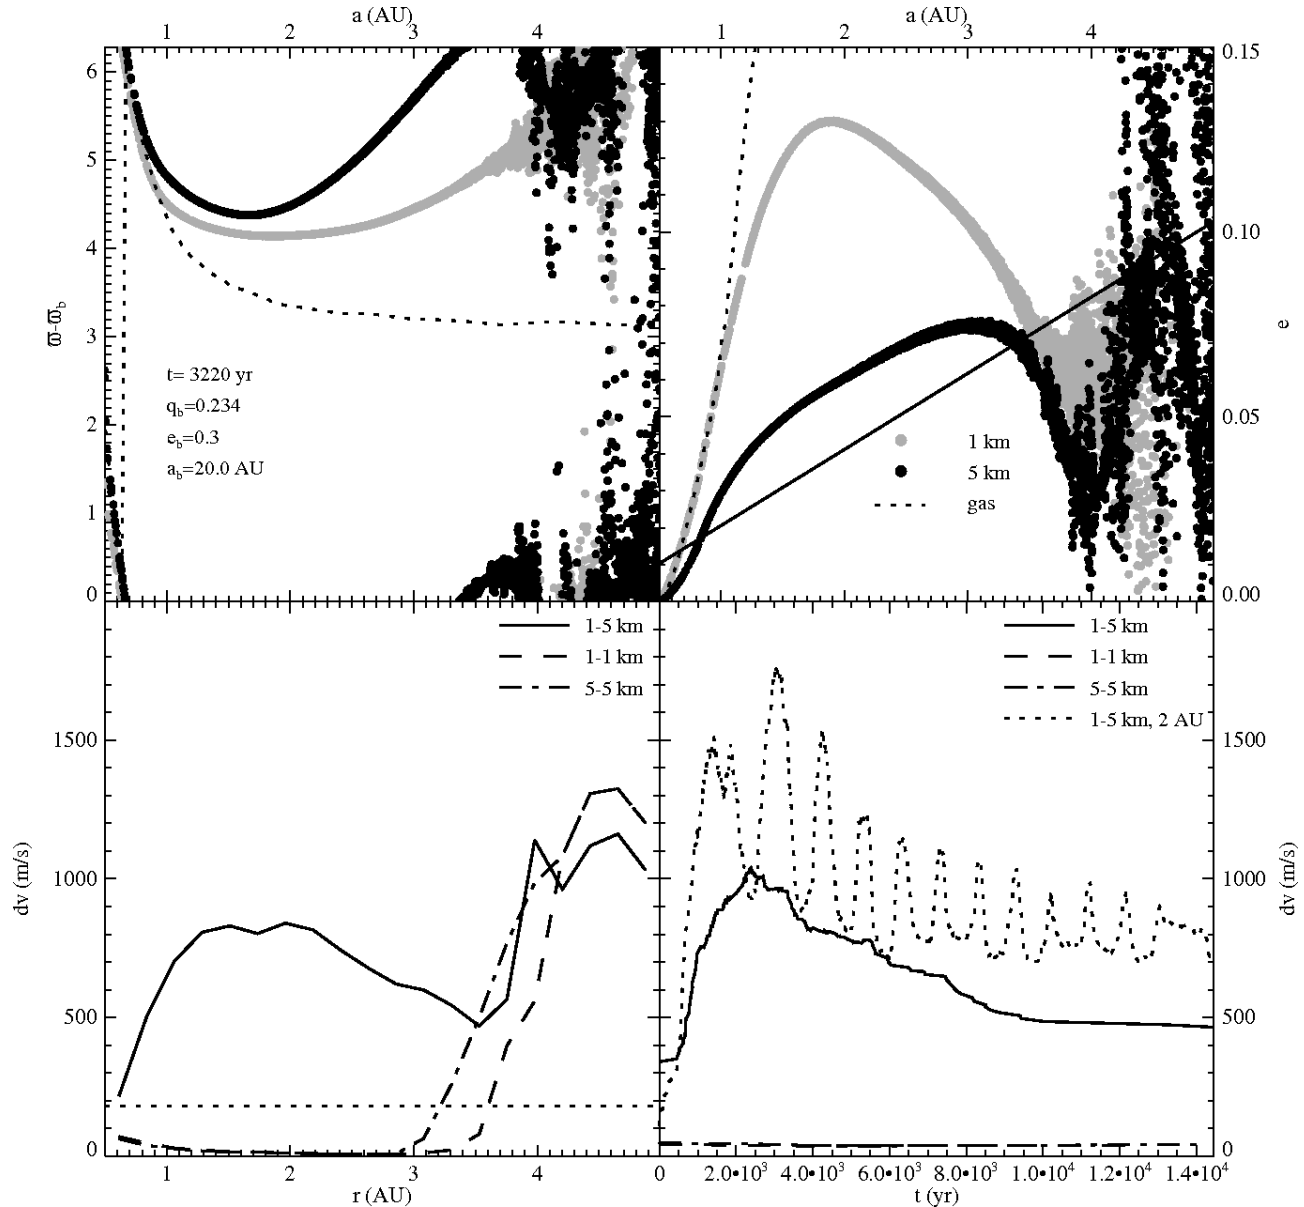 a (AU) a (AU)
1 2 3 4 1 2 3 4
6 0.15
5
4 0.10
ϖ-ϖb e
3
t= 3220 yr
qb=0.234
2 0.05
eb=0.3 1 km
ab=20.0 AU 5 km
1 gas
0 0.00
1-5 km 1-5 km
1-1 km 1-1 km
5-5 km 5-5 km
1-5 km, 2 AU
1500 1500
dv (m/s) 1000 1000 dv (m/s)
500 500
0 0
1 2 3 4 0 2.0•10³ 4.0•10³ 6.0•10³ 8.0•10³ 1.0•10⁴ 1.2•10⁴ 1.4•10⁴
r (AU) t (yr)